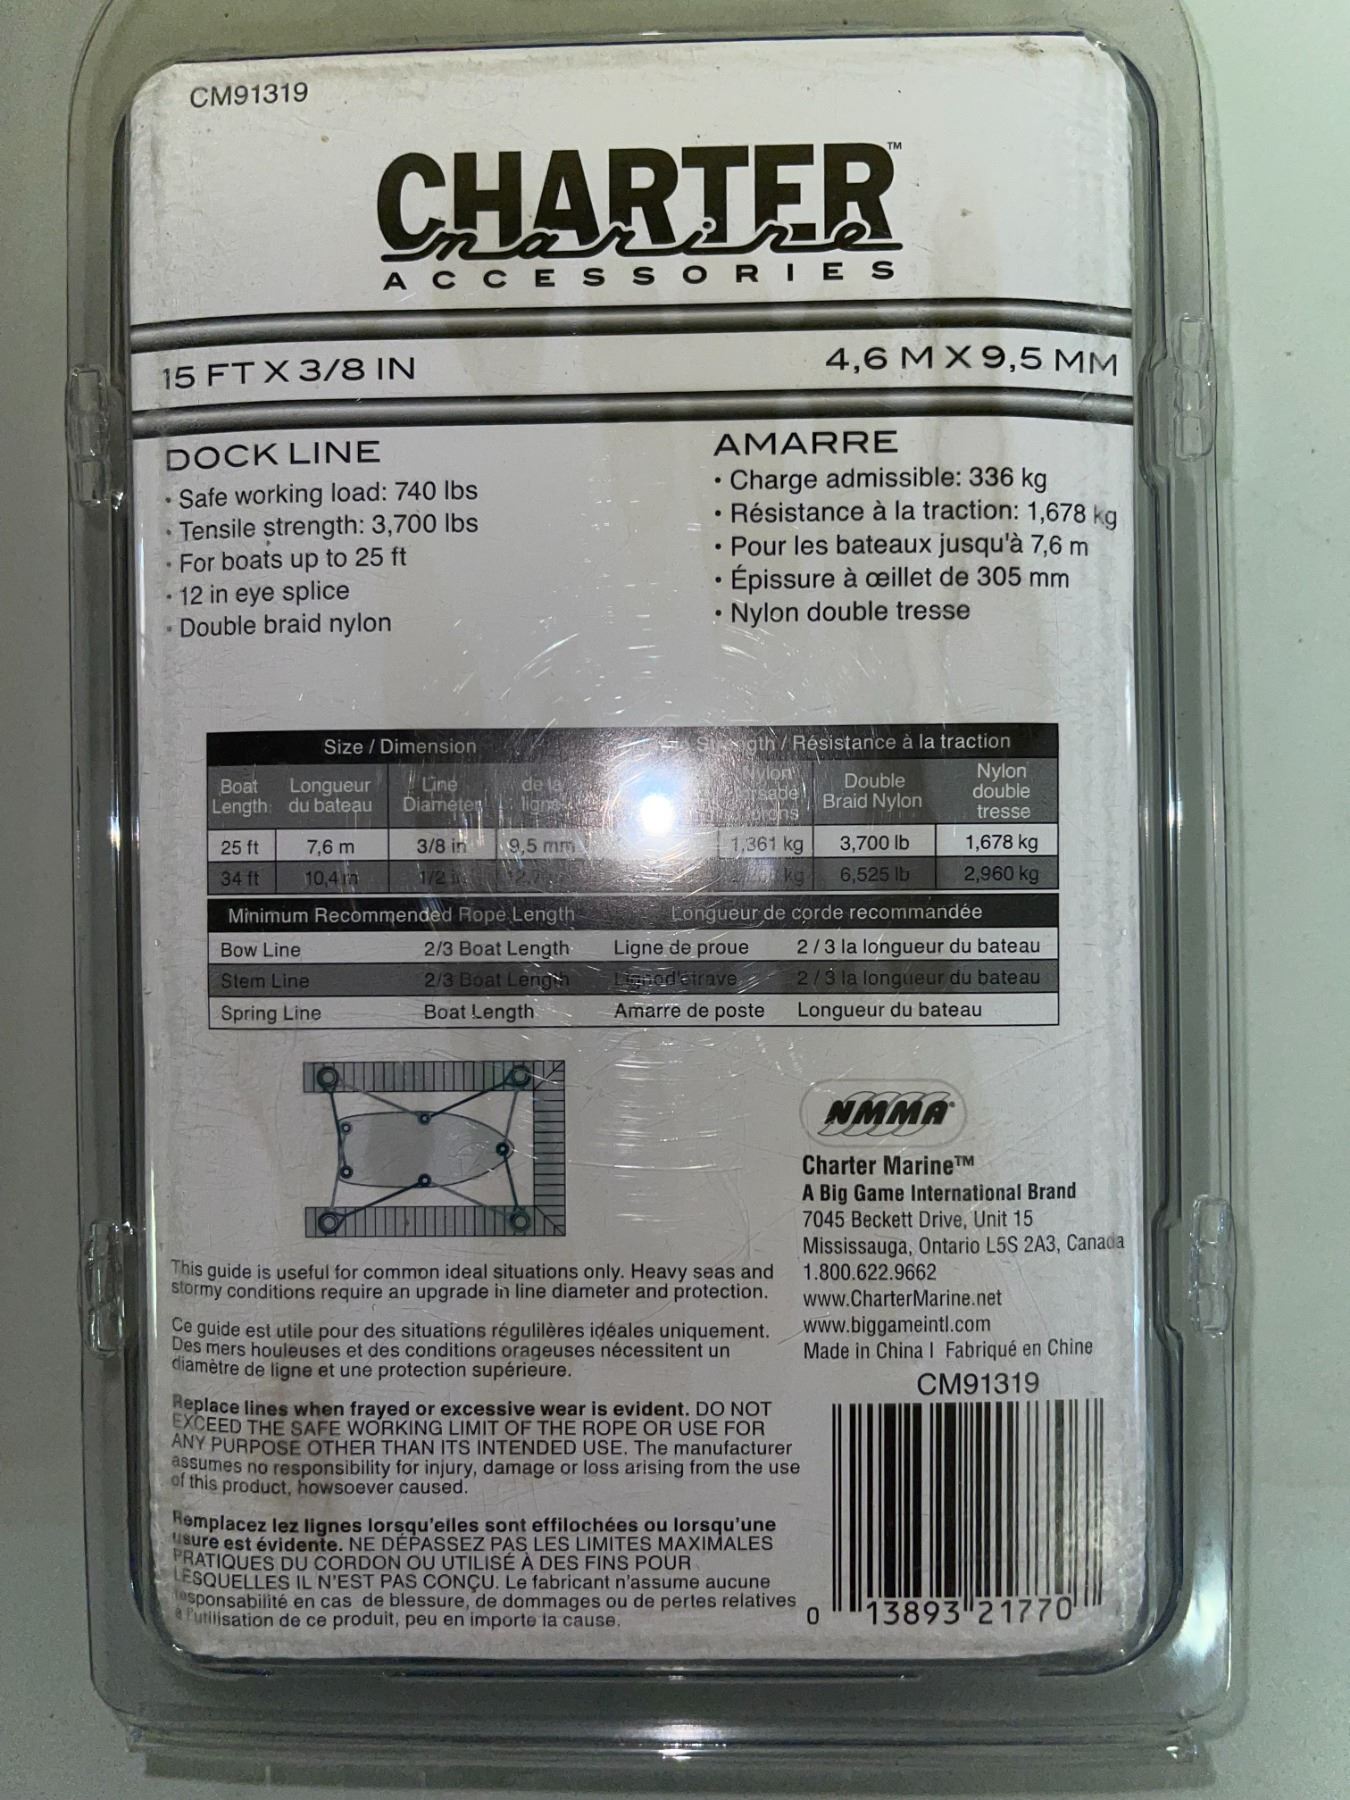 CM91319
CHARTER™
marine
ACCESSORIES
15 FT X 3/8 IN
4,6 M X 9,5 MM
DOCK LINE
• Safe working load: 740 lbs
• Tensile strength: 3,700 lbs
• For boats up to 25 ft
• 12 in eye splice
• Double braid nylon
AMARRE
• Charge admissible: 336 kg
• Résistance à la traction: 1,678 kg
• Pour les bateaux jusqu'à 7,6 m
• Épissure à œillet de 305 mm
• Nylon double tresse
Size / Dimension / Résistance à la traction
Boat Length Longueur du bateau Line Diameter de la ligne Nylon Double Braid Nylon Nylon double tresse
25 ft 7,6 m 3/8 in 9,5 mm 1,361 kg 3,700 lb 1,678 kg
34 ft 10,4 m 1/2 in kg 6,525 lb 2,960 kg
Minimum Recommended Rope Length Longueur de corde recommandée
Bow Line 2/3 Boat Length Ligne de proue 2 / 3 la longueur du bateau
Stem Line 2/3 Boat Length 2 / 3 la longueur du bateau
Spring Line Boat Length Amarre de poste Longueur du bateau
This guide is useful for common ideal situations only. Heavy seas and
stormy conditions require an upgrade in line diameter and protection.
Ce guide est utile pour des situations régulilères idéales uniquement.
Des mers houleuses et des conditions orageuses nécessitent un
diamètre de ligne et une protection supérieure.
Replace lines when frayed or excessive wear is evident. DO NOT
EXCEED THE SAFE WORKING LIMIT OF THE ROPE OR USE FOR
ANY PURPOSE OTHER THAN ITS INTENDED USE. The manufacturer
assumes no responsibility for injury, damage or loss arising from the use
of this product, howsoever caused.
Remplacez lez lignes lorsqu'elles sont effilochées ou lorsqu'une
usure est évidente. NE DÉPASSEZ PAS LES LIMITES MAXIMALES
PRATIQUES DU CORDON OU UTILISÉ À DES FINS POUR
LESQUELLES IL N'EST PAS CONÇU. Le fabricant n'assume aucune
responsabilité en cas de blessure, de dommages ou de pertes relatives
à l'utilisation de ce produit, peu en importe la cause.
NMMA®
Charter Marine™
A Big Game International Brand
7045 Beckett Drive, Unit 15
Mississauga, Ontario L5S 2A3, Canada
1.800.622.9662
www.CharterMarine.net
www.biggameintl.com
Made in China I Fabriqué en Chine
CM91319
0 13893 21770